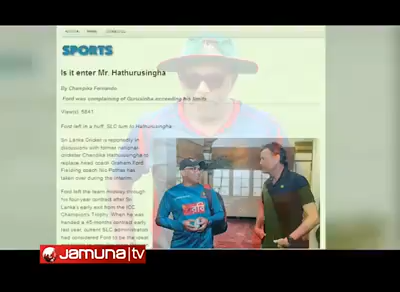 SPORTS
Is it enter Mr. Hathurusingha
By Champika Fernando
Ford was complaining of Gurusinha exceeding his limits
View(s): 5841
Ford left in a huff, SLC turn to Hathurusingha
Sri Lanka Cricket is reportedly in
discussions with former national
cricketer Chandika Hathurusingha to
replace head coach Graham Ford.
Fielding coach Nic Pothas has
taken over during the interim.
Ford left the team midway through
his four-year contract after Sri
Lanka's early exit from the ICC
Champions Trophy. When he was
handed a 45-months contract early
last year, current SLC administration
had considered Ford to be the ideal
Jamuna|tv